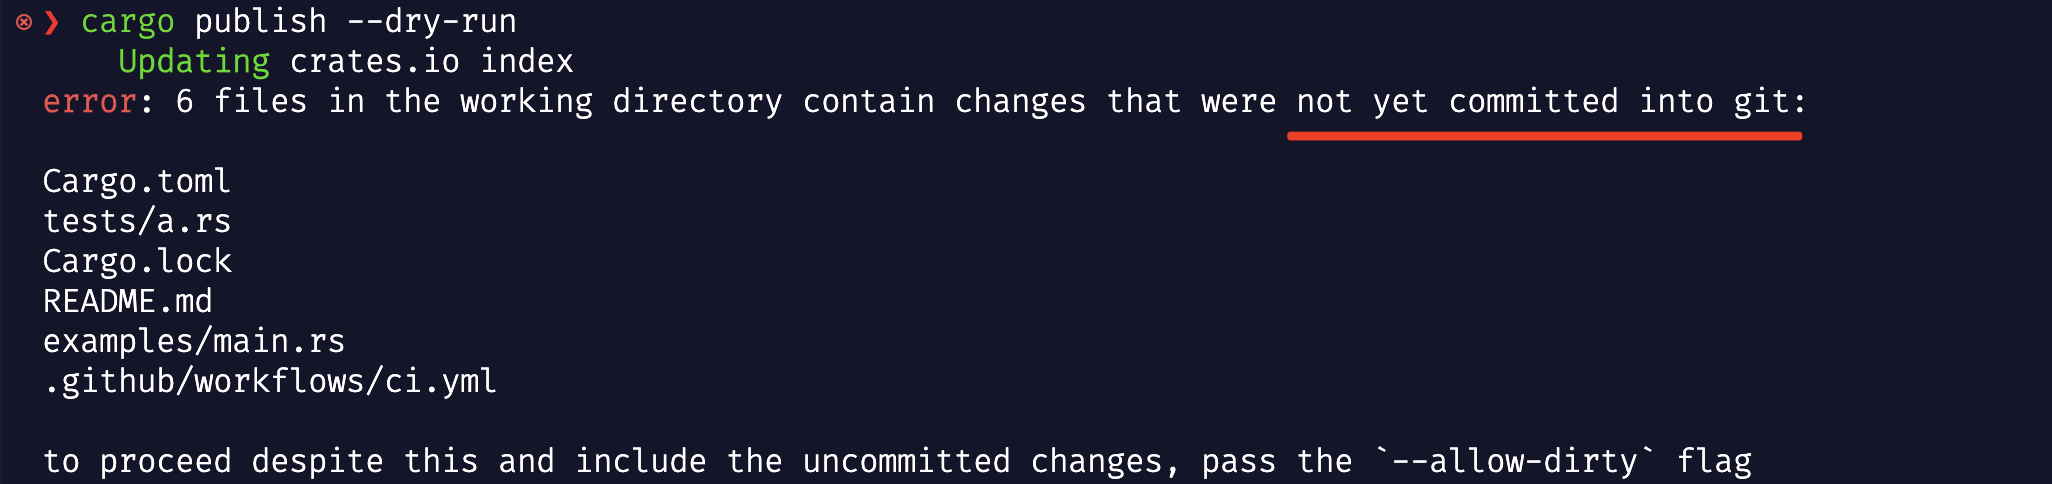 ⊗ ❯ cargo publish --dry-run
Updating crates.io index
error: 6 files in the working directory contain changes that were not yet committed into git:
Cargo.toml
tests/a.rs
Cargo.lock
README.md
examples/main.rs
.github/workflows/ci.yml
to proceed despite this and include the uncommitted changes, pass the `--allow-dirty` flag